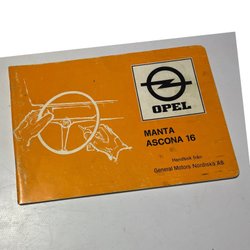 OPEL
MANTA
ASCONA 16
Handbok från
General Motors Nordiska AB